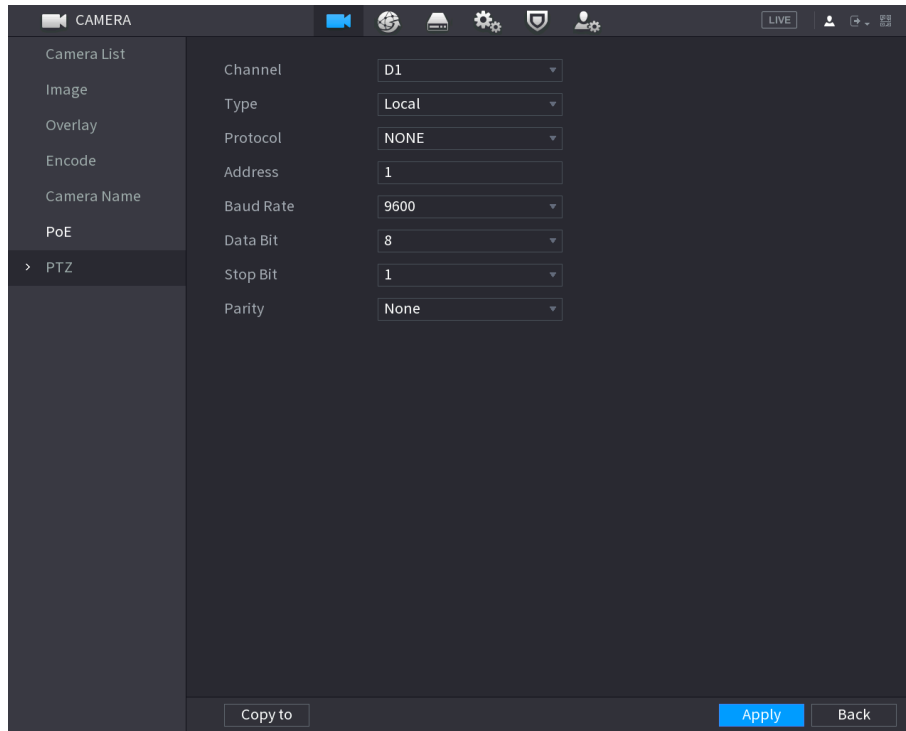 CAMERA
LIVE
Camera List
Image
Overlay
Encode
Camera Name
PoE
> PTZ
Channel D1
Type Local
Protocol NONE
Address 1
Baud Rate 9600
Data Bit 8
Stop Bit 1
Parity None
Copy to
Apply
Back